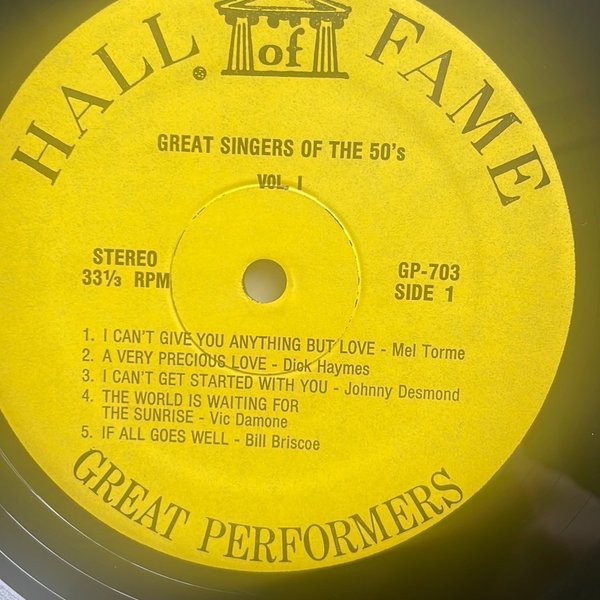 HALL of FAME
GREAT SINGERS OF THE 50's
VOL. I
STEREO
33⅓ RPM
GP-703
SIDE 1
1. I CAN'T GIVE YOU ANYTHING BUT LOVE - Mel Torme
2. A VERY PRECIOUS LOVE - Dick Haymes
3. I CAN'T GET STARTED WITH YOU - Johnny Desmond
4. THE WORLD IS WAITING FOR
THE SUNRISE - Vic Damone
5. IF ALL GOES WELL - Bill Briscoe
GREAT PERFORMERS